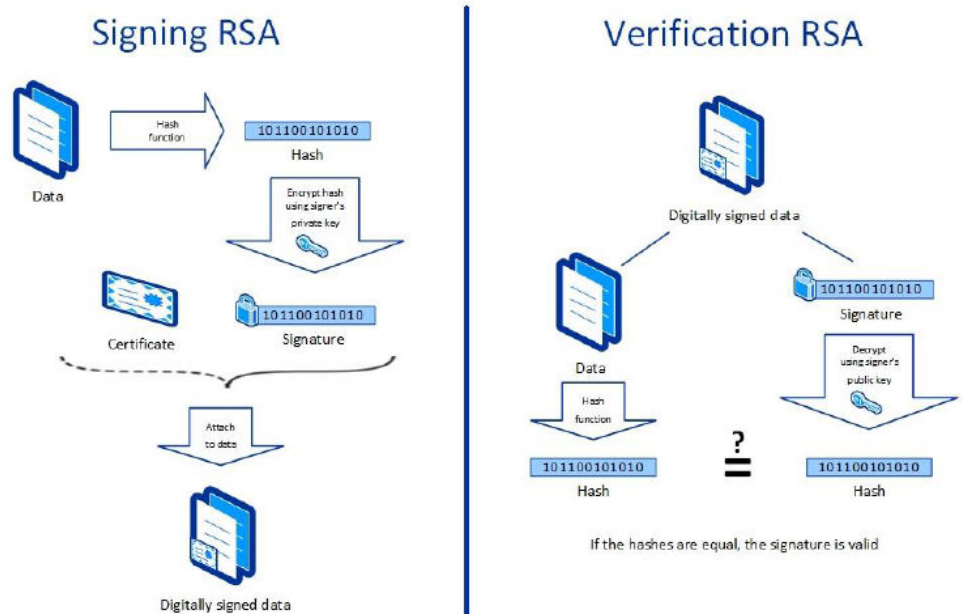 Signing RSA
Hash
function
101100101010
Hash
Data
Encrypt hash
using signer's
private key
Certificate
101100101010
Signature
Attach
to data
Digitally signed data
Verification RSA
Digitally signed data
101100101010
Signature
Data
Decrypt
using signer's
public key
Hash
function
?
=
101100101010
Hash
101100101010
Hash
If the hashes are equal, the signature is valid